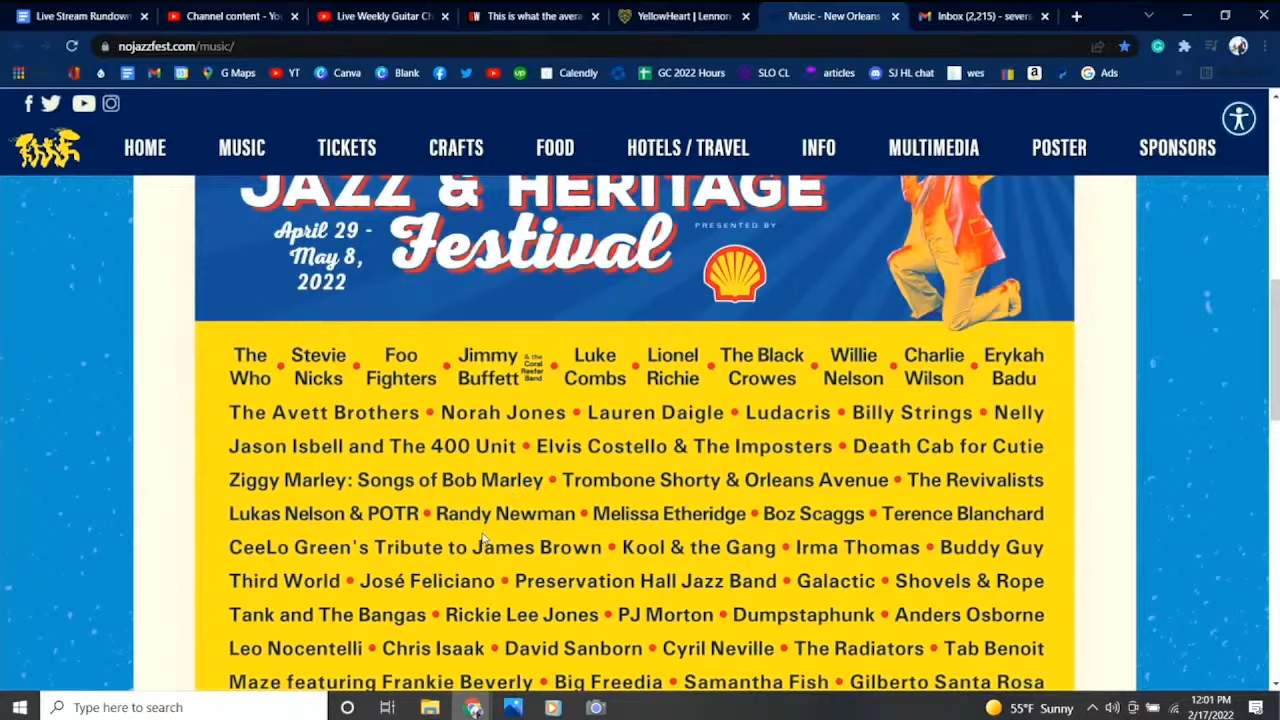 Live Stream Rundown
Channel content - Yo
Live Weekly Guitar Ch
This is what the avera
YellowHeart | Lennon
Music - New Orleans
Inbox (2,215) - severs
nojazzfest.com/music/
G Maps
YT
Canva
Blank
Calendly
GC 2022 Hours
SLO CL
articles
SJ HL chat
wes
Ads
HOME
MUSIC
TICKETS
CRAFTS
FOOD
HOTELS / TRAVEL
INFO
MULTIMEDIA
POSTER
SPONSORS
JAZZ & HERITAGE
Festival
April 29 -
May 8,
2022
PRESENTED BY
The Who • Stevie Nicks • Foo Fighters • Jimmy Buffett & the Coral Reefer Band • Luke Combs • Lionel Richie • The Black Crowes • Willie Nelson • Charlie Wilson • Erykah Badu
The Avett Brothers • Norah Jones • Lauren Daigle • Ludacris • Billy Strings • Nelly
Jason Isbell and The 400 Unit • Elvis Costello & The Imposters • Death Cab for Cutie
Ziggy Marley: Songs of Bob Marley • Trombone Shorty & Orleans Avenue • The Revivalists
Lukas Nelson & POTR • Randy Newman • Melissa Etheridge • Boz Scaggs • Terence Blanchard
CeeLo Green's Tribute to James Brown • Kool & the Gang • Irma Thomas • Buddy Guy
Third World • José Feliciano • Preservation Hall Jazz Band • Galactic • Shovels & Rope
Tank and The Bangas • Rickie Lee Jones • PJ Morton • Dumpstaphunk • Anders Osborne
Leo Nocentelli • Chris Isaak • David Sanborn • Cyril Neville • The Radiators • Tab Benoit
Maze featuring Frankie Beverly • Big Freedia • Samantha Fish • Gilberto Santa Rosa
Type here to search
55°F Sunny
12:01 PM
2/17/2022